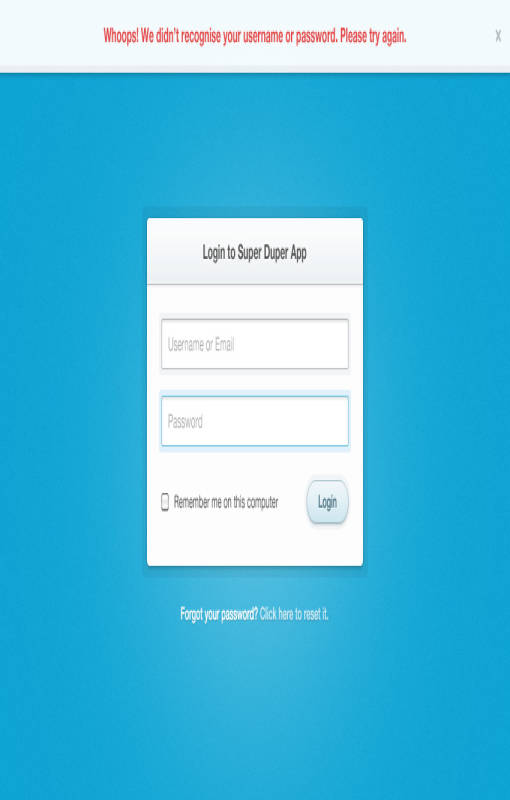 Whoops! We didn't recognise your username or password. Please try again. x
Login to Super Duper App
Username or Email
Password
Remember me on this computer Login
Forgot your password? Click here to reset it.